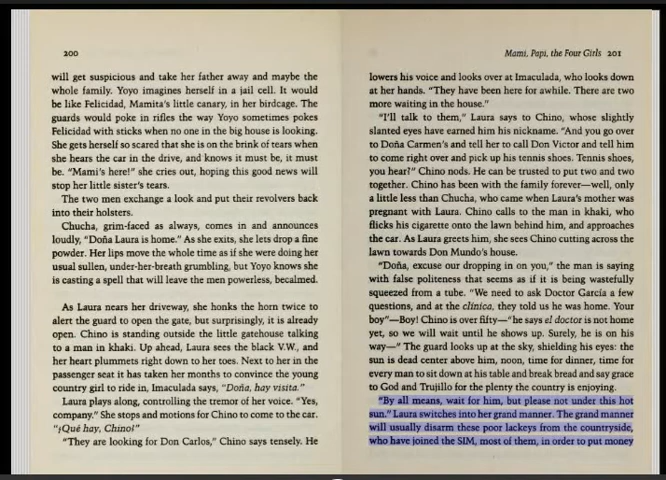 200
will get suspicious and take her father away and maybe the
whole family. Yoyo imagines herself in a jail cell. It would
be like Felicidad, Mamita's little canary, in her birdcage. The
guards would poke in rifles the way Yoyo sometimes pokes
Felicidad with sticks when no one in the big house is looking.
She gets herself so scared that she is on the brink of tears when
she hears the car in the drive, and knows it must be, it must
be. "Mami's here!" she cries out, hoping this good news will
stop her little sister's tears.
The two men exchange a look and put their revolvers back
into their holsters.
Chucha, grim-faced as always, comes in and announces
loudly, "Doña Laura is home." As she exits, she lets drop a fine
powder. Her lips move the whole time as if she were doing her
usual sullen, under-her-breath grumbling, but Yoyo knows she
is casting a spell that will leave the men powerless, becalmed.
As Laura nears her driveway, she honks the horn twice to
alert the guard to open the gate, but surprisingly, it is already
open. Chino is standing outside the little gatehouse talking
to a man in khaki. Up ahead, Laura sees the black V.W., and
her heart plummets right down to her toes. Next to her in the
passenger seat it has taken her months to convince the young
country girl to ride in, Imaculada says, "Doña, hay visita."
Laura plays along, controlling the tremor of her voice. "Yes,
company." She stops and motions for Chino to come to the car.
"¿Qué hay, Chino?"
"They are looking for Don Carlos," Chino says tensely. He
Mami, Papi, the Four Girls 201
lowers his voice and looks over at Imaculada, who looks down
at her hands. "They have been here for awhile. There are two
more waiting in the house."
"I'll talk to them," Laura says to Chino, whose slightly
slanted eyes have earned him his nickname. "And you go over
to Doña Carmen's and tell her to call Don Victor and tell him
to come right over and pick up his tennis shoes. Tennis shoes,
you hear?" Chino nods. He can be trusted to put two and two
together. Chino has been with the family forever—well, only
a little less than Chucha, who came when Laura's mother was
pregnant with Laura. Chino calls to the man in khaki, who
flicks his cigarette onto the lawn behind him, and approaches
the car. As Laura greets him, she sees Chino cutting across the
lawn towards Don Mundo's house.
"Doña, excuse our dropping in on you," the man is saying
with false politeness that seems as if it is being wastefully
squeezed from a tube. "We need to ask Doctor García a few
questions, and at the clínica, they told us he was home. Your
boy"—Boy! Chino is over fifty—"he says el doctor is not home
yet, so we will wait until he shows up. Surely, he is on his
way—" The guard looks up at the sky, shielding his eyes: the
sun is dead center above him, noon, time for dinner, time for
every man to sit down at his table and break bread and say grace
to God and Trujillo for the plenty the country is enjoying.
"By all means, wait for him, but please not under this hot
sun." Laura switches into her grand manner. The grand manner
will usually disarm these poor lackeys from the countryside,
who have joined the SIM, most of them, in order to put money